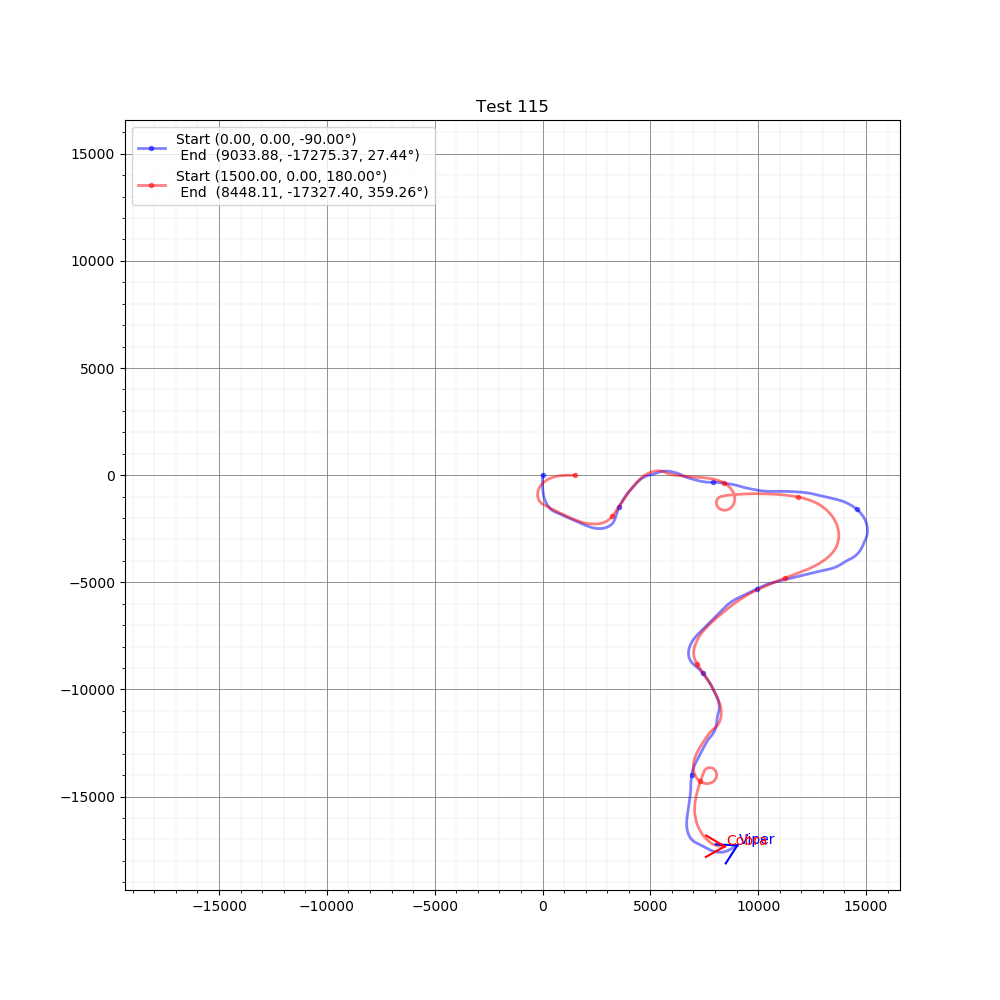 Test 115
Start (0.00, 0.00, -90.00°)
End  (9033.88, -17275.37, 27.44°)
Start (1500.00, 0.00, 180.00°)
End  (8448.11, -17327.40, 359.26°)
15000
10000
5000
0
−5000
−10000
−15000
Cobra
Viper
−15000
−10000
−5000
0
5000
10000
15000